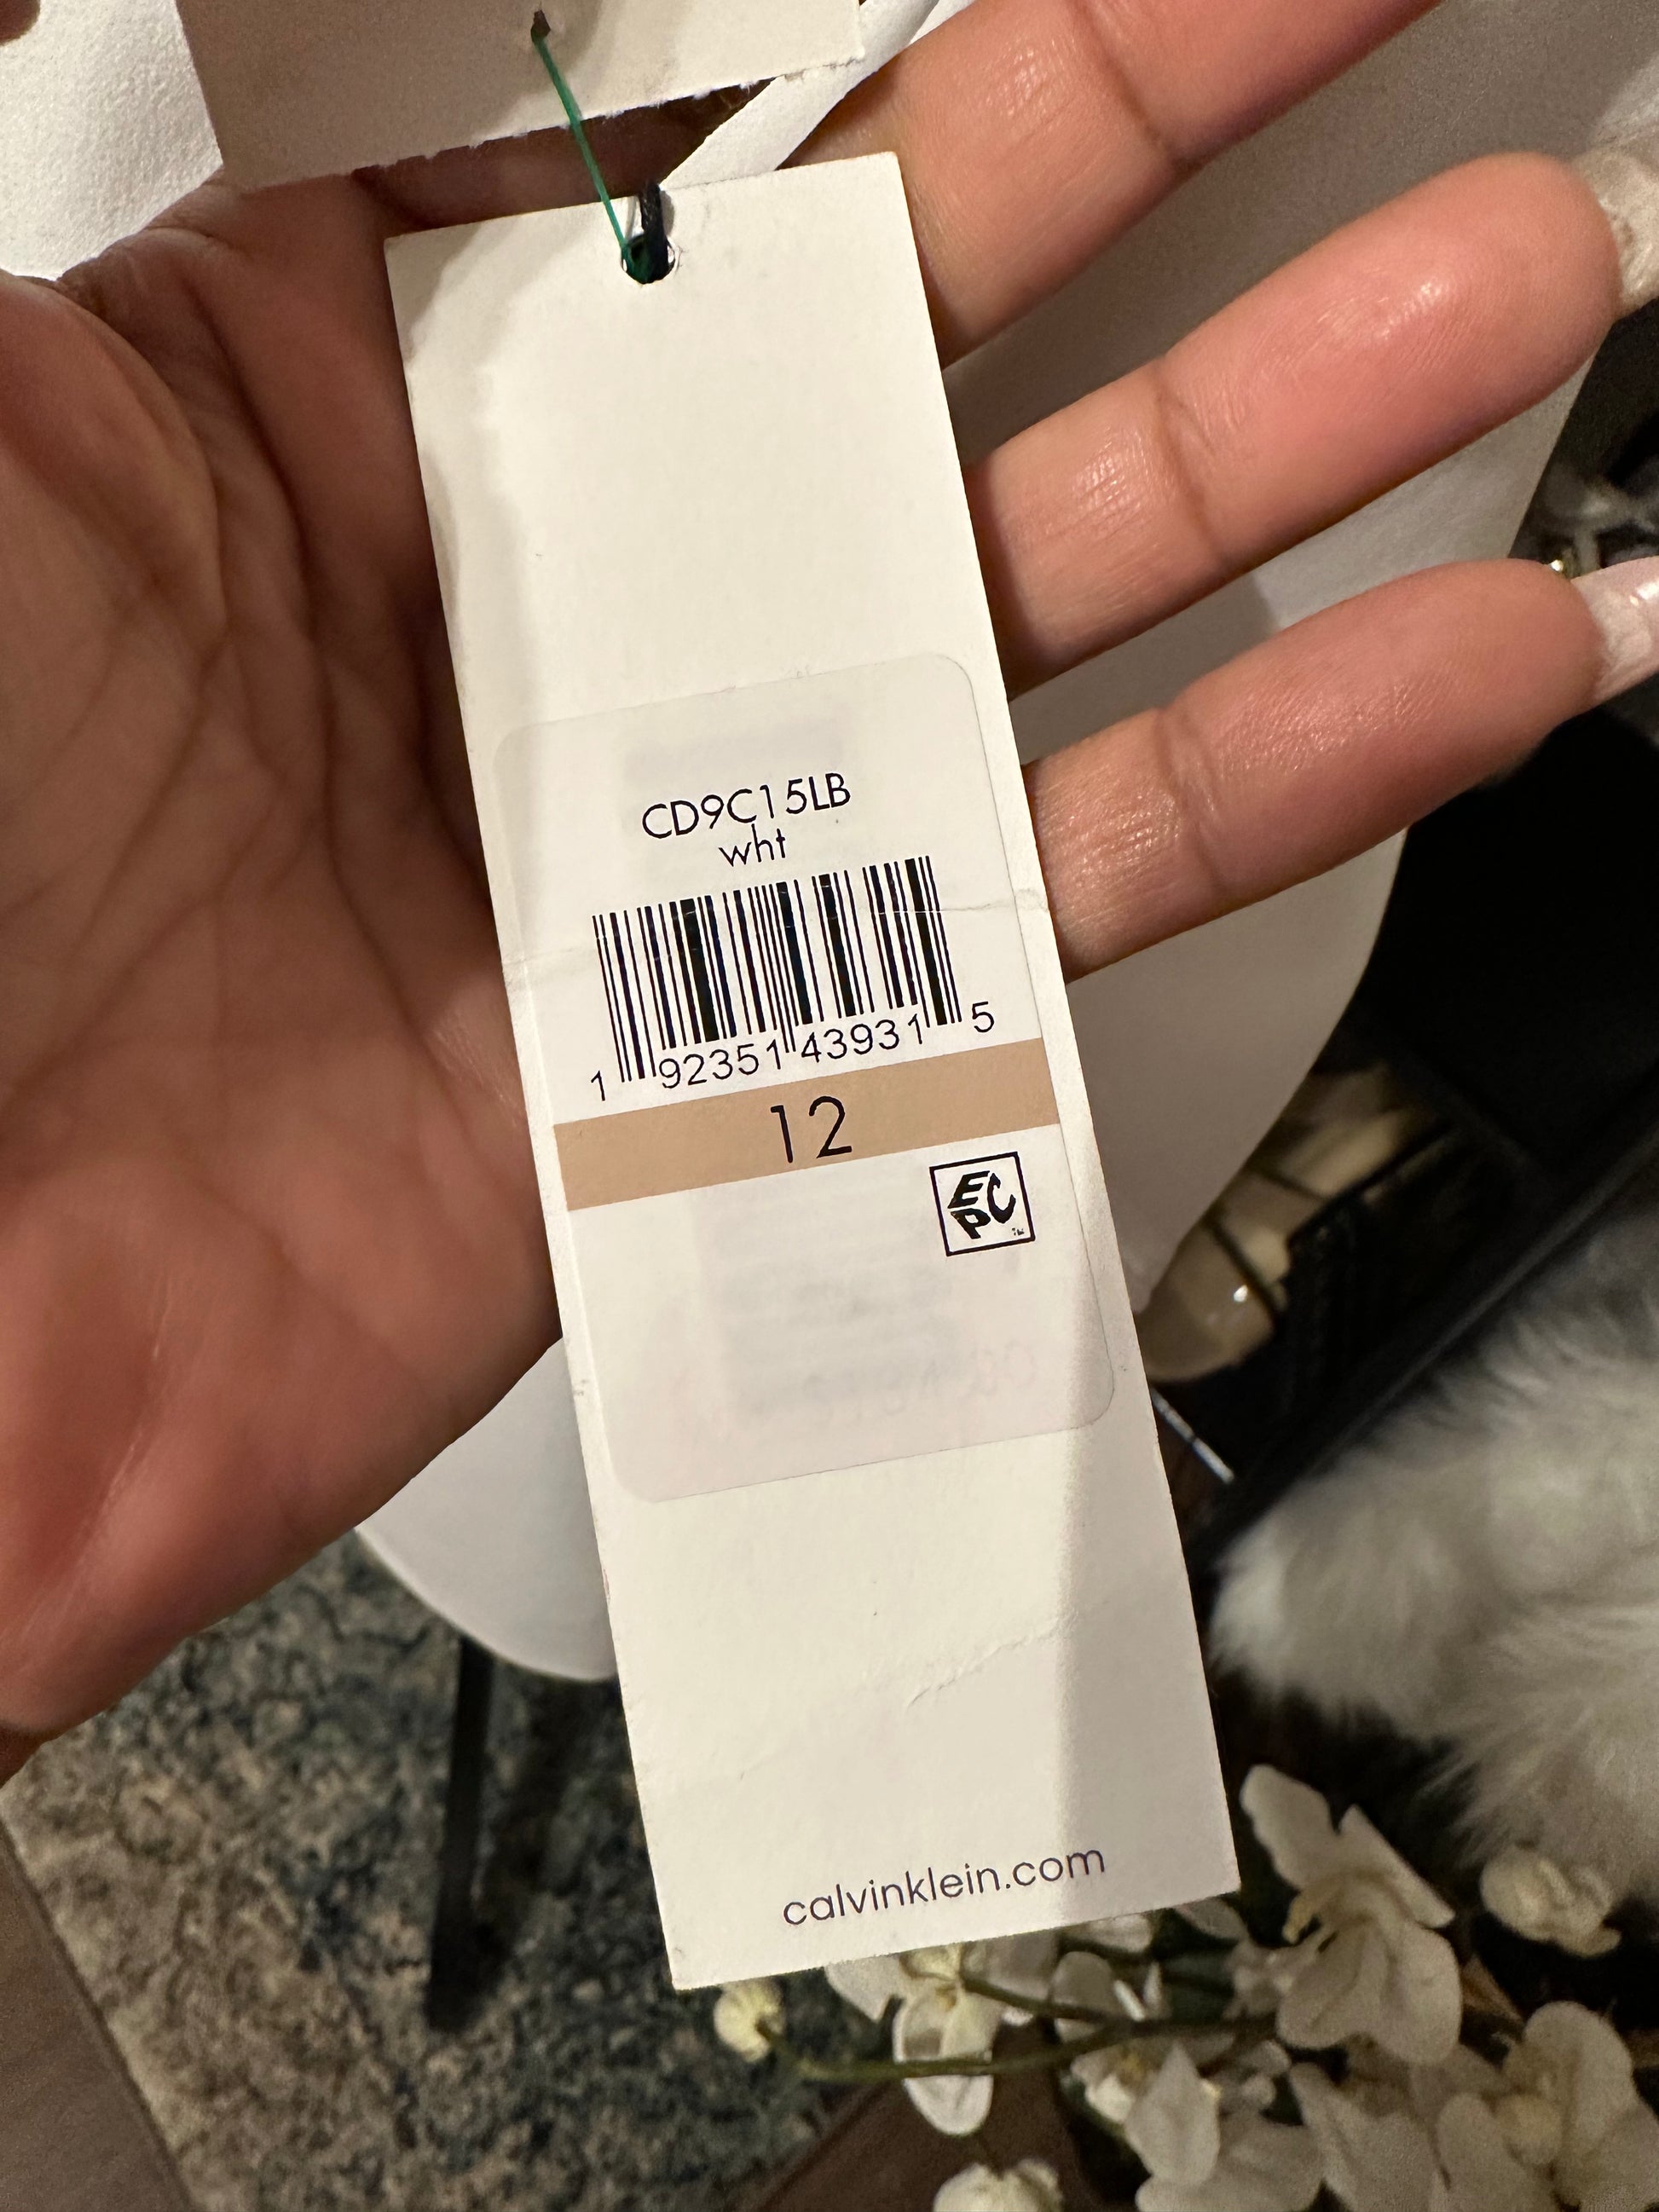 CD9C15LB
wht
1 92351 43931 5
12
EPC
calvinklein.com